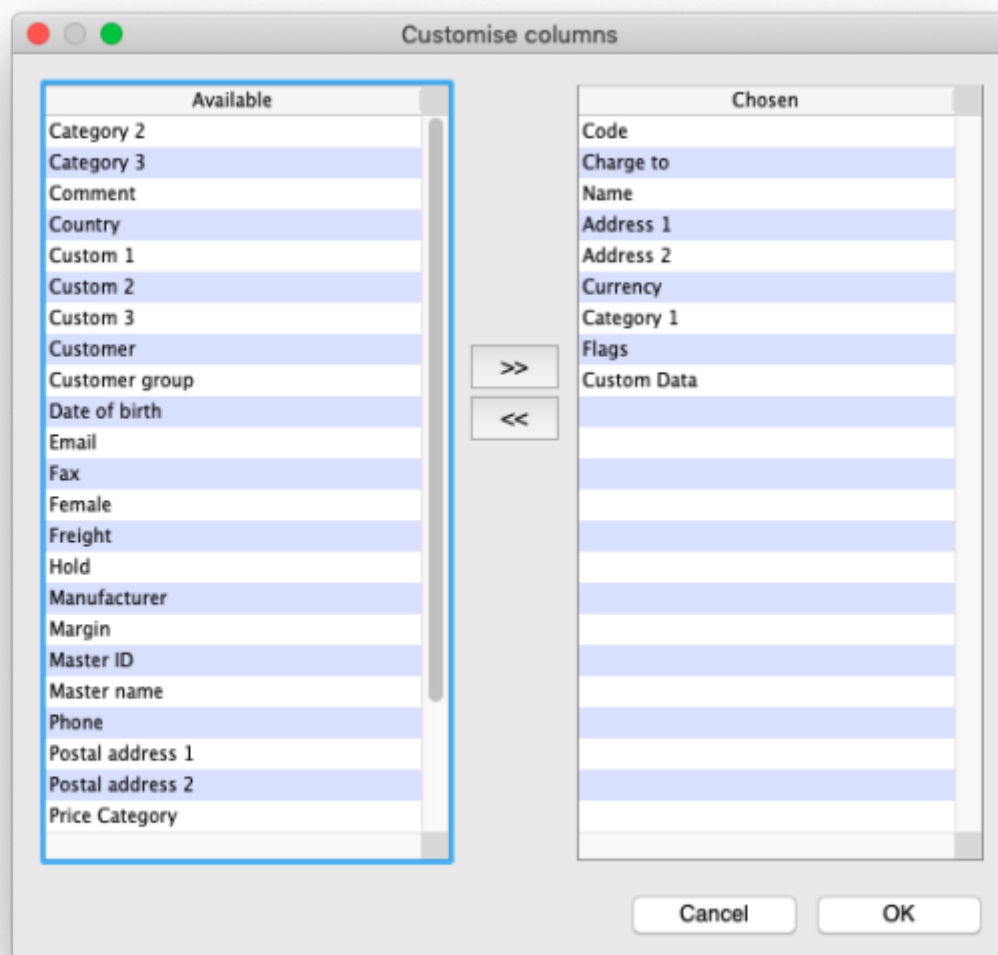 Customise columns
Available
Category 2
Category 3
Comment
Country
Custom 1
Custom 2
Custom 3
Customer
Customer group
Date of birth
Email
Fax
Female
Freight
Hold
Manufacturer
Margin
Master ID
Master name
Phone
Postal address 1
Postal address 2
Price Category
>>
<<
Chosen
Code
Charge to
Name
Address 1
Address 2
Currency
Category 1
Flags
Custom Data
Cancel
OK